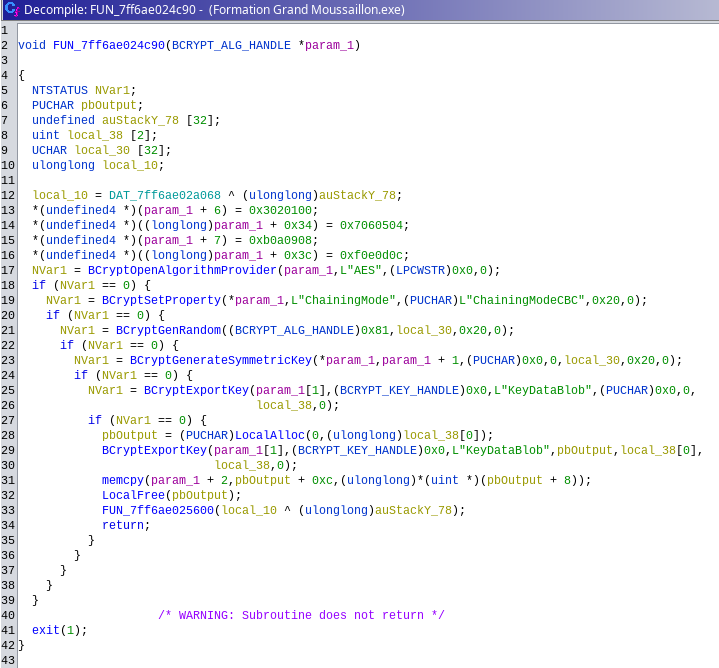 Decompile: FUN_7ff6ae024c90 - (Formation Grand Moussaillon.exe)
1
2 void FUN_7ff6ae024c90(BCRYPT_ALG_HANDLE *param_1)
3
4 {
5   NTSTATUS NVar1;
6   PUCHAR pbOutput;
7   undefined auStackY_78 [32];
8   uint local_38 [2];
9   UCHAR local_30 [32];
10   ulonglong local_10;
11
12   local_10 = DAT_7ff6ae02a068 ^ (ulonglong)auStackY_78;
13   *(undefined4 *)(param_1 + 6) = 0x3020100;
14   *(undefined4 *)((longlong)param_1 + 0x34) = 0x7060504;
15   *(undefined4 *)(param_1 + 7) = 0xb0a0908;
16   *(undefined4 *)((longlong)param_1 + 0x3c) = 0xf0e0d0c;
17   NVar1 = BCryptOpenAlgorithmProvider(param_1,L"AES",(LPCWSTR)0x0,0);
18   if (NVar1 == 0) {
19     NVar1 = BCryptSetProperty(*param_1,L"ChainingMode",(PUCHAR)L"ChainingModeCBC",0x20,0);
20     if (NVar1 == 0) {
21       NVar1 = BCryptGenRandom((BCRYPT_ALG_HANDLE)0x81,local_30,0x20,0);
22       if (NVar1 == 0) {
23         NVar1 = BCryptGenerateSymmetricKey(*param_1,param_1 + 1,(PUCHAR)0x0,0,local_30,0x20,0);
24         if (NVar1 == 0) {
25           NVar1 = BCryptExportKey(param_1[1],(BCRYPT_KEY_HANDLE)0x0,L"KeyDataBlob",(PUCHAR)0x0,0,
26                                   local_38,0);
27           if (NVar1 == 0) {
28             pbOutput = (PUCHAR)LocalAlloc(0,(ulonglong)local_38[0]);
29             BCryptExportKey(param_1[1],(BCRYPT_KEY_HANDLE)0x0,L"KeyDataBlob",pbOutput,local_38[0],
30                             local_38,0);
31             memcpy(param_1 + 2,pbOutput + 0xc,(ulonglong)*(uint *)(pbOutput + 8));
32             LocalFree(pbOutput);
33             FUN_7ff6ae025600(local_10 ^ (ulonglong)auStackY_78);
34             return;
35           }
36         }
37       }
38     }
39   }
40                     /* WARNING: Subroutine does not return */
41   exit(1);
42 }
43